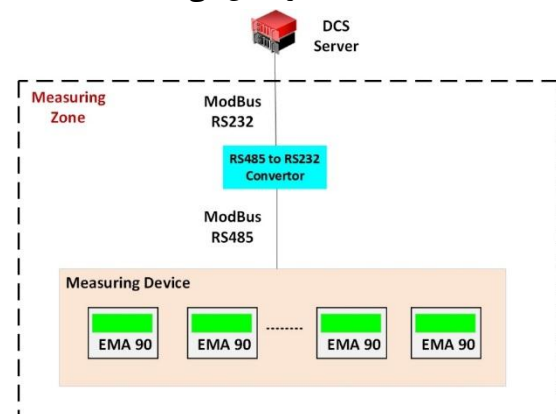 DCS
Server
Measuring
Zone
ModBus
RS232
RS485 to RS232
Convertor
ModBus
RS485
Measuring Device
EMA 90
EMA 90
........
EMA 90
EMA 90